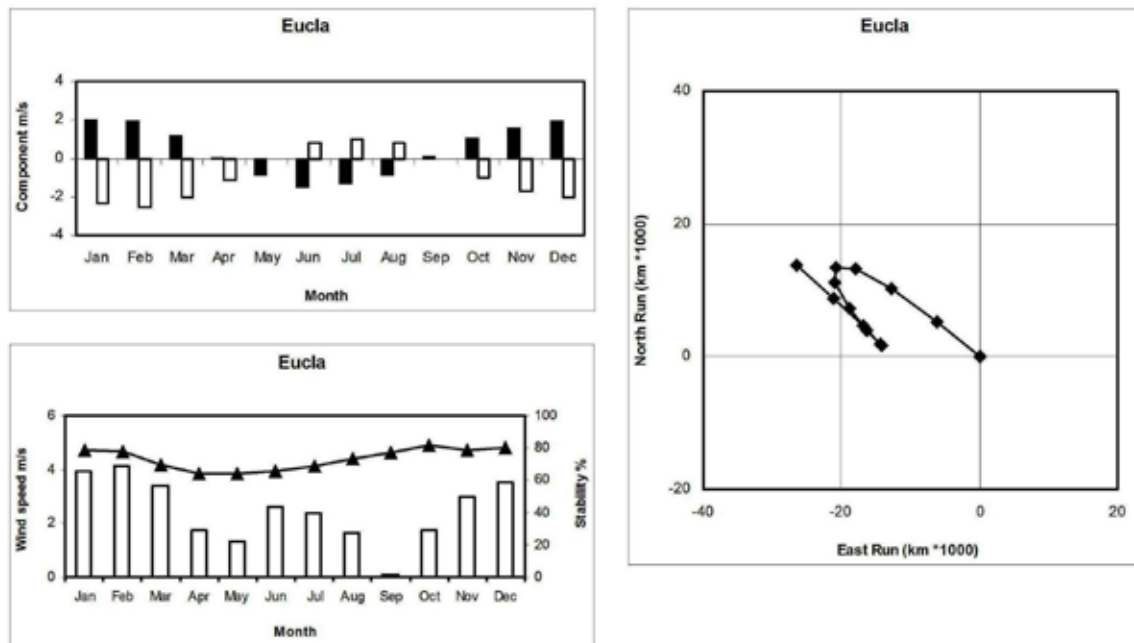 Eucla
Component m/s
4
2
0
-2
-4
Jan Feb Mar Apr May Jun Jul Aug Sep Oct Nov Dec
Month
Eucla
Wind speed m/s
6
4
2
0
100
80
60
40
20
0
Stability %
Jan Feb Mar Apr May Jun Jul Aug Sep Oct Nov Dec
Month
Eucla
North Run (km *1000)
40
20
0
-20
-40 -20 0 20
East Run (km *1000)